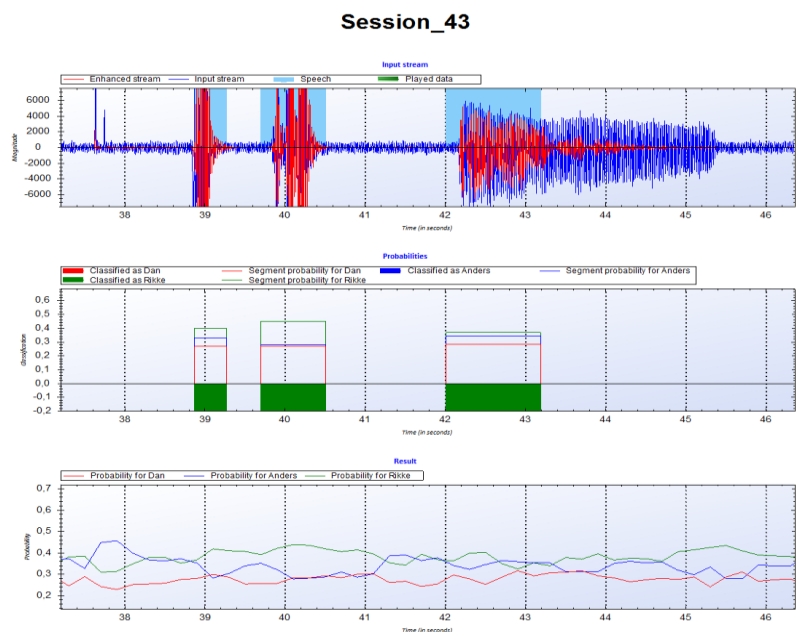 Session_43
Input stream
Enhanced stream Input stream Speech Played data
6000
4000
2000
0
-2000
-4000
-6000
Magnitude
38 39 40 41 42 43 44 45 46
Time (in seconds)
Probabilities
Classified as Dan Segment probability for Dan Classified as Anders Segment probability for Anders
Classified as Rikke Segment probability for Rikke
0,6
0,5
0,4
0,3
0,2
0,1
0,0
-0,1
-0,2
Classification
38 39 40 41 42 43 44 45 46
Time (in seconds)
Result
Probability for Dan Probability for Anders Probability for Rikke
0,7
0,6
0,5
0,4
0,3
0,2
Probability
38 39 40 41 42 43 44 45 46
Time (in seconds)